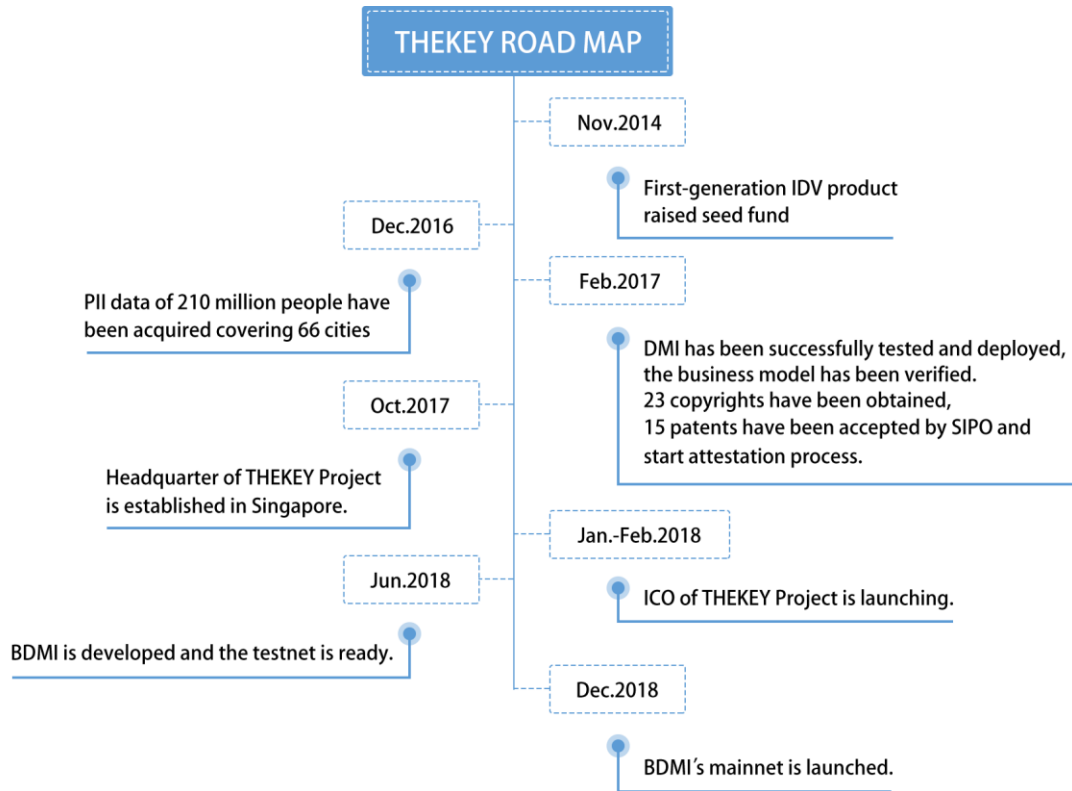 THEKEY ROAD MAP
Nov.2014
First-generation IDV product
raised seed fund
Dec.2016
PII data of 210 million people have
been acquired covering 66 cities
Feb.2017
DMI has been successfully tested and deployed,
the business model has been verified.
23 copyrights have been obtained,
15 patents have been accepted by SIPO and
start attestation process.
Oct.2017
Headquarter of THEKEY Project
is established in Singapore.
Jan.-Feb.2018
ICO of THEKEY Project is launching.
Jun.2018
BDMI is developed and the testnet is ready.
Dec.2018
BDMI´s mainnet is launched.